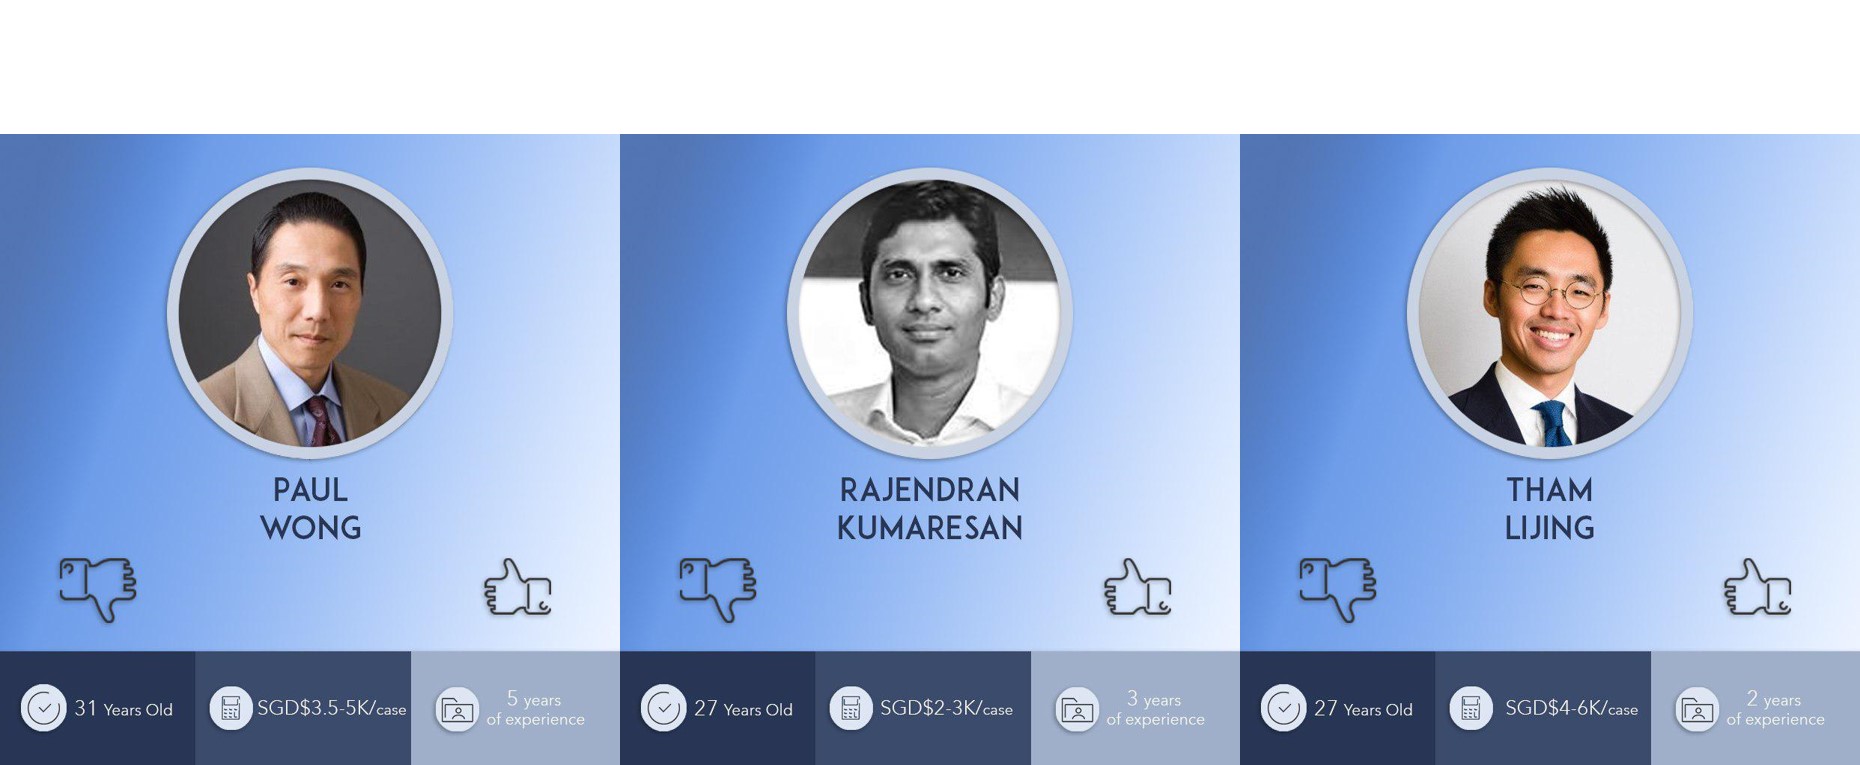 PAUL
WONG
31 Years Old
SGD$3.5-5K/case
5 years
of experience
RAJENDRAN
KUMARESAN
27 Years Old
SGD$2-3K/case
3 years
of experience
THAM
LIJING
27 Years Old
SGD$4-6K/case
2 years
of experience